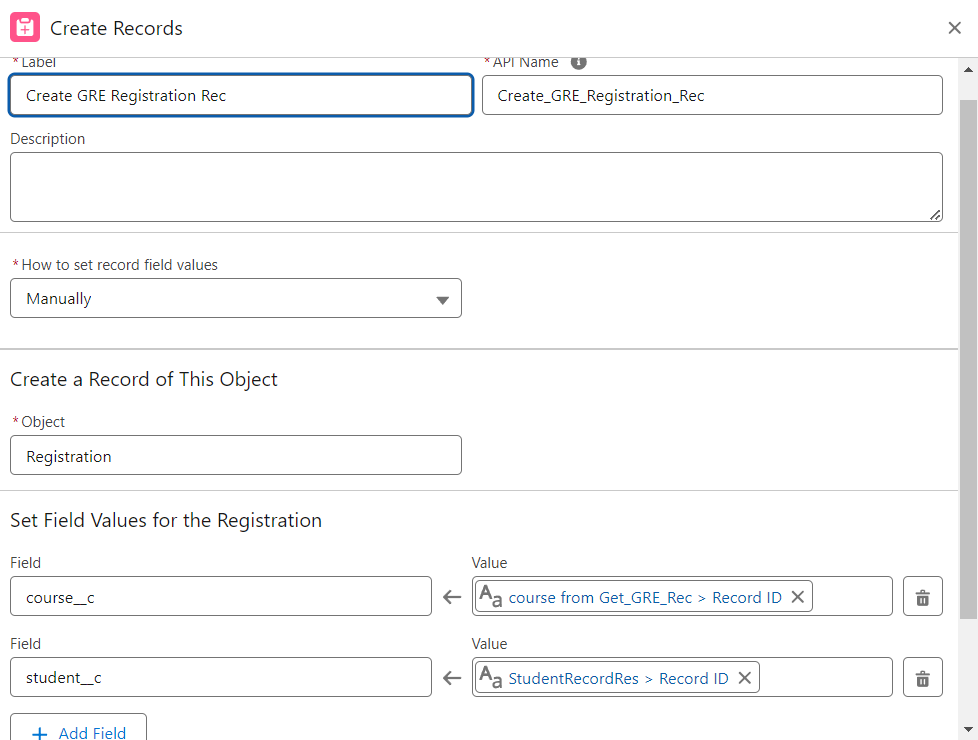 Create Records
* Label
* API Name
Create GRE Registration Rec
Create_GRE_Registration_Rec
Description
* How to set record field values
Manually
Create a Record of This Object
* Object
Registration
Set Field Values for the Registration
Field
Value
course__c
Aa course from Get_GRE_Rec > Record ID
Field
Value
student__c
Aa StudentRecordRes > Record ID
+ Add Field